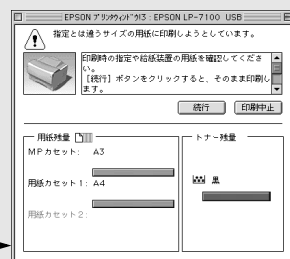 EPSON プリンタウィンドウ!3 : EPSON LP-7100 USB
指定とは違うサイズの用紙に印刷しようとしています。
印刷時の指定や給紙装置の用紙を確認してくださ
い。
［続行］ボタンをクリックすると、そのまま印刷し
ます。
続行 印刷中止
用紙残量
MPカセット: A3
用紙カセット1: A4
用紙カセット2:
トナー残量
黒